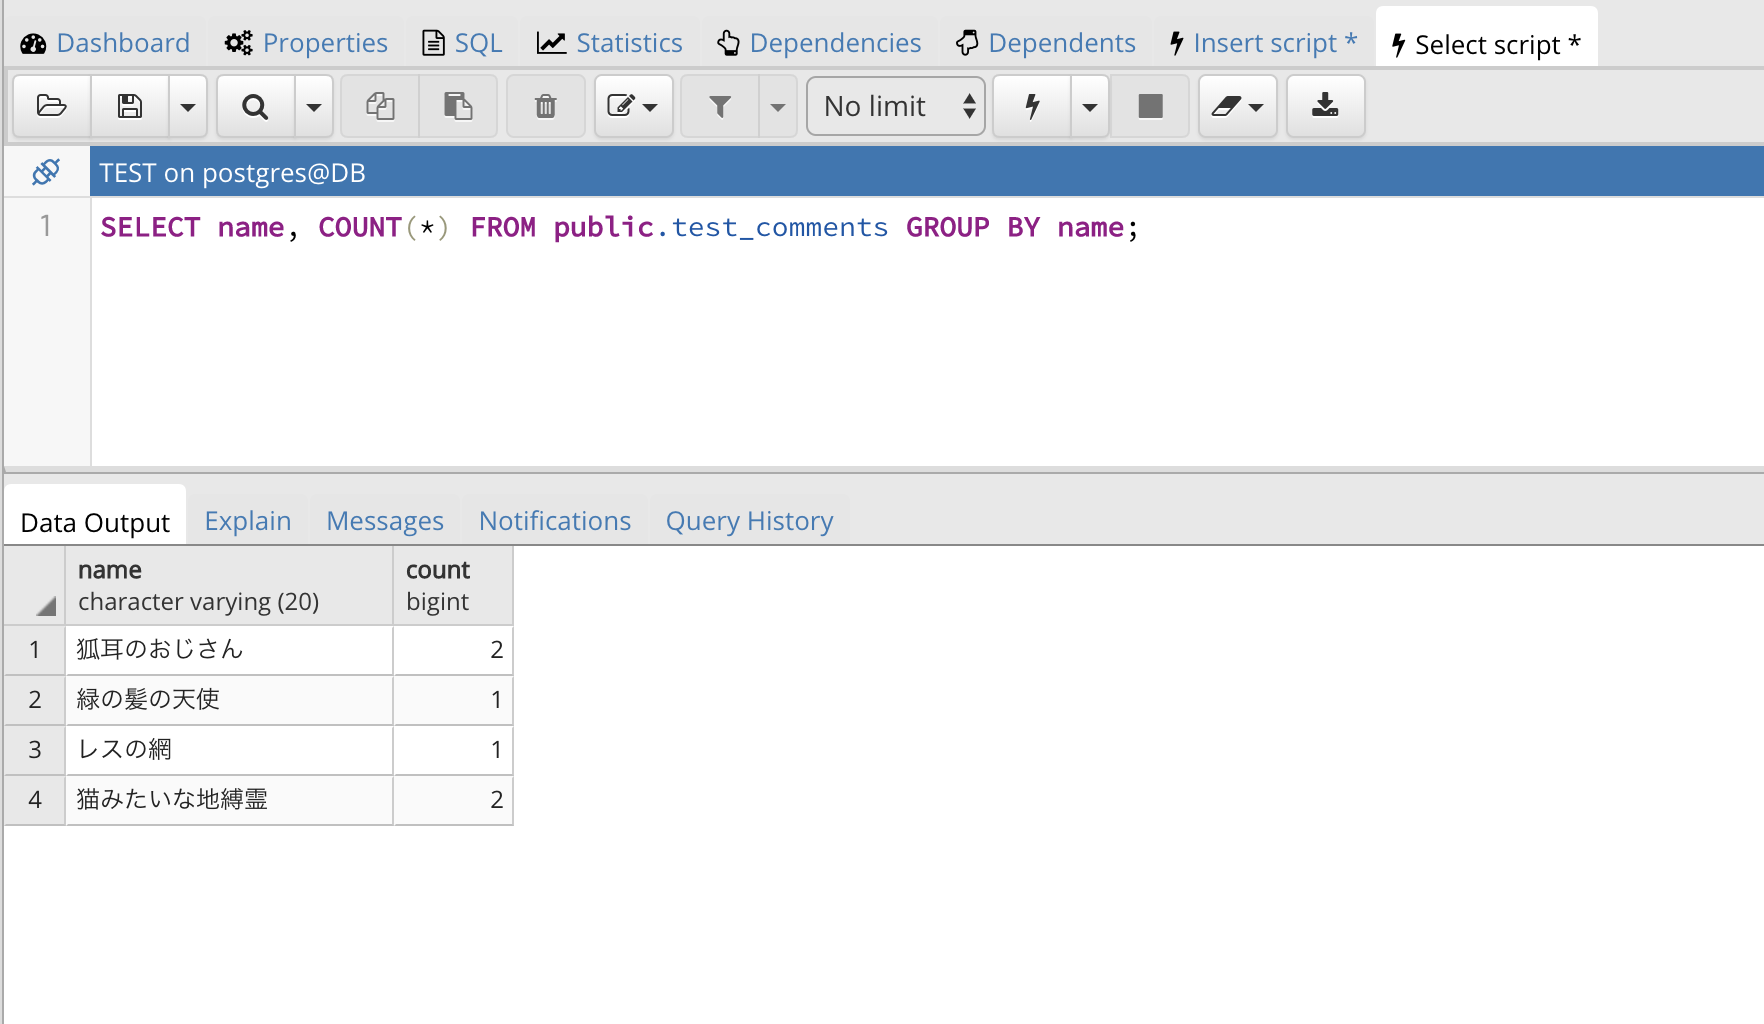 Dashboard Properties SQL Statistics Dependencies Dependents Insert script * Select script *
No limit
TEST on postgres@DB
1 SELECT name, COUNT(*) FROM public.test_comments GROUP BY name;
Data Output Explain Messages Notifications Query History
name count
character varying (20) bigint
1 狐耳のおじさん 2
2 緑の髪の天使 1
3 レスの網 1
4 猫みたいな地縛霊 2